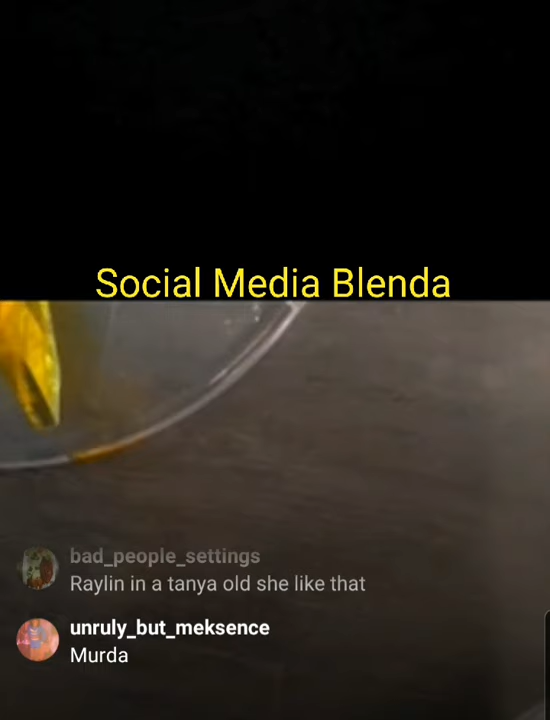 Social Media Blenda
bad_people_settings
Raylin in a tanya old she like that
unruly_but_meksence
Murda